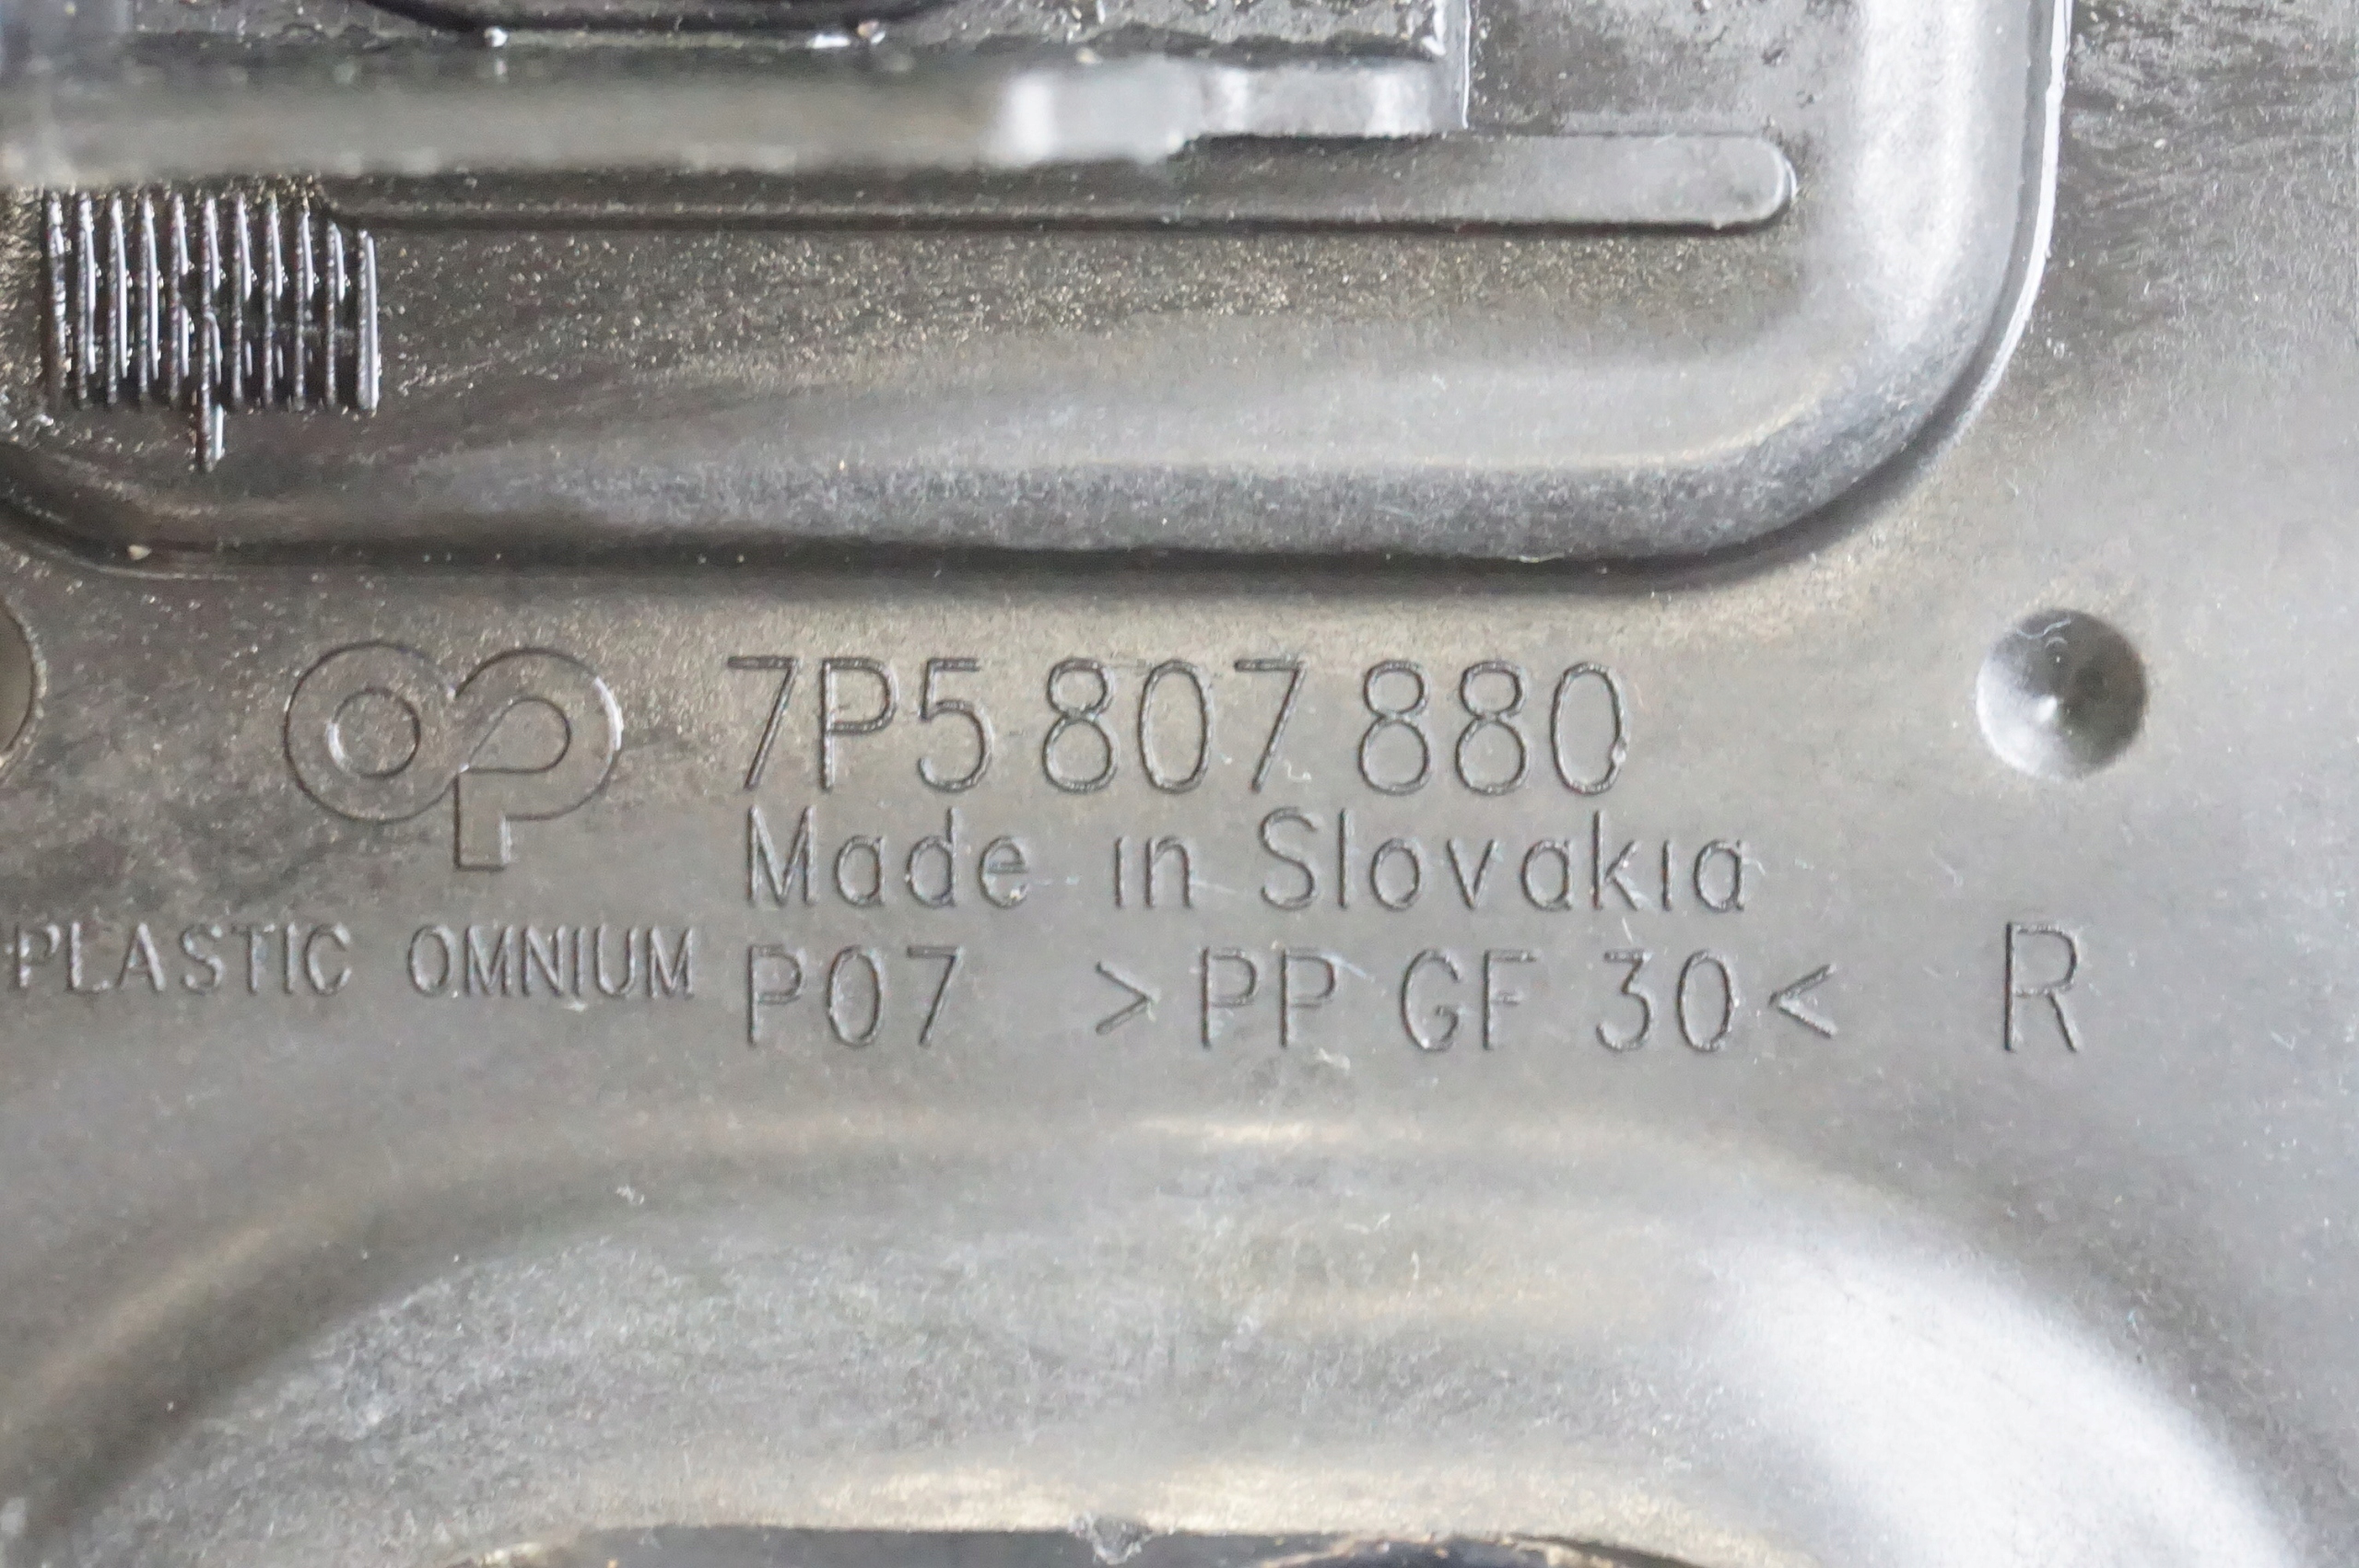 7P5 807 880
Made in Slovakia
PLASTIC OMNIUM P07 >PP GF 30< R